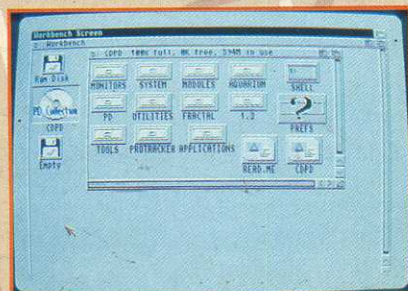 Workbench Screen
Workbench
CDPD 100% full, 0K free, 594M in use
Ram Disk
MONITORS SYSTEM MODULES AQUARIUM SHELL
PD Collection
CDPD
PD UTILITIES FRACTAL 1.2 PREFS
Empty
TOOLS PROTRACKER APPLICATIONS
READ.ME CDPD